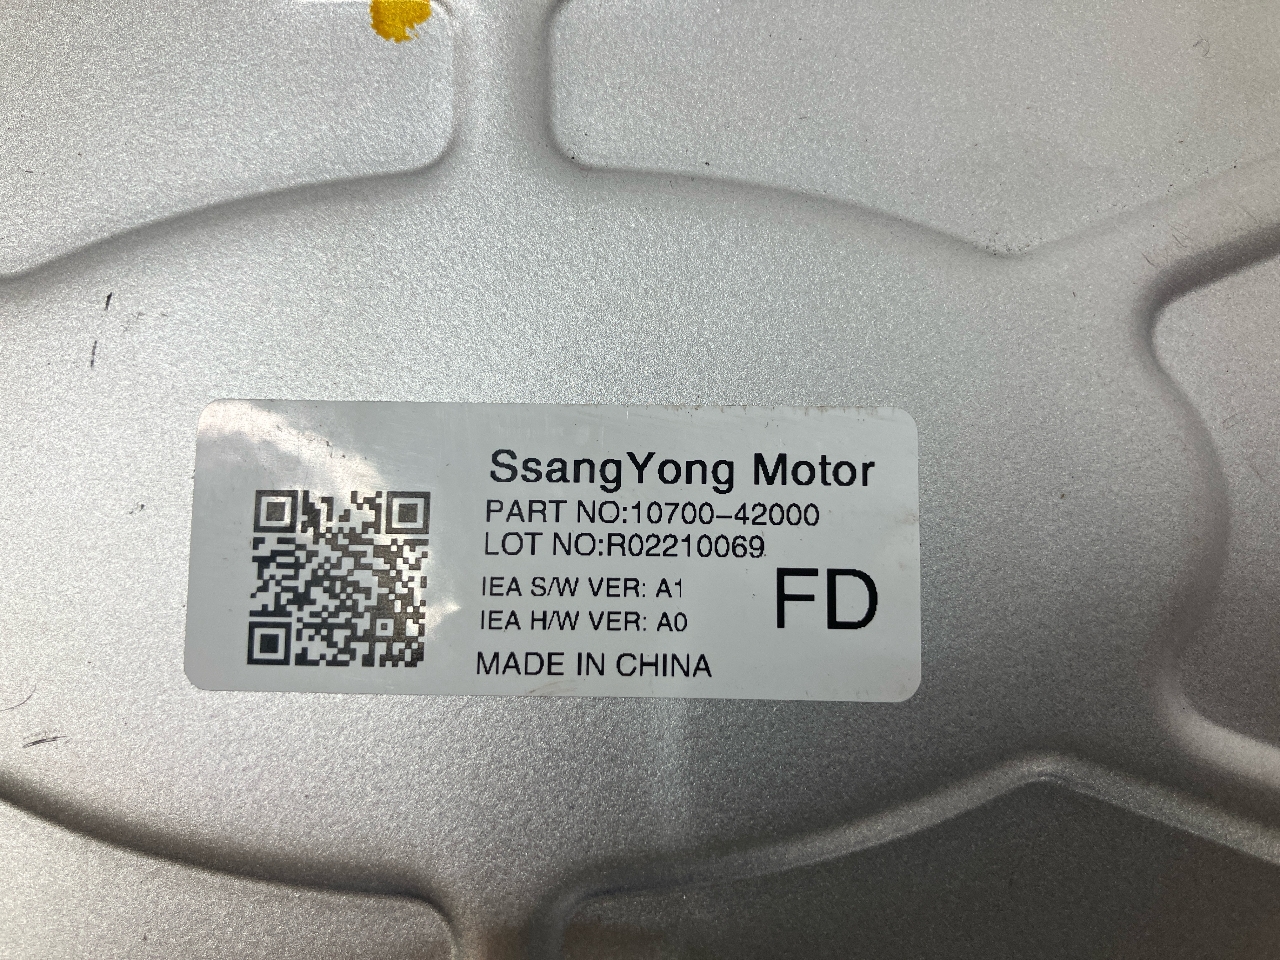 SsangYong Motor
PART NO:10700-42000
LOT NO:R02210069
IEA S/W VER: A1
IEA H/W VER: A0
FD
MADE IN CHINA